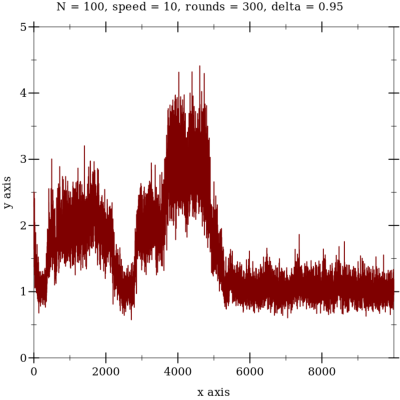 N = 100, speed = 10, rounds = 300, delta = 0.95
5
4
3
2
1
0
y axis
0 2000 4000 6000 8000
x axis